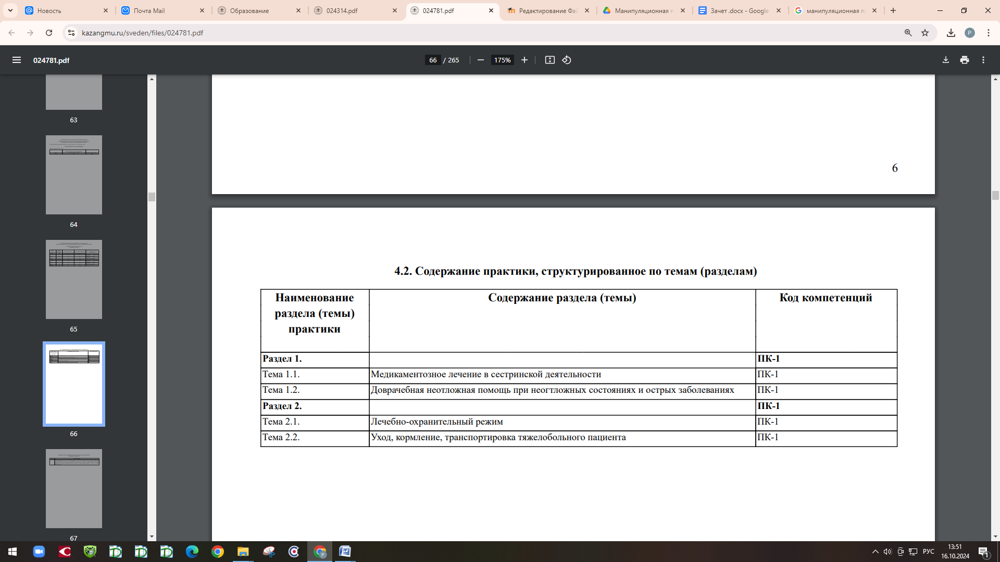 Новость
Почта Mail
Образование
024314.pdf
024781.pdf
Редактирование Фай
Манипуляционная п
Зачет .docx - Google
манипуляционная п
kazangmu.ru/sveden/files/024781.pdf
P
024781.pdf
66 / 265
175%
63
64
65
66
67
6
4.2. Содержание практики, структурированное по темам (разделам)
Наименование раздела (темы) практики
Содержание раздела (темы)
Код компетенций
Раздел 1. ПК-1
Тема 1.1. Медикаментозное лечение в сестринской деятельности ПК-1
Тема 1.2. Доврачебная неотложная помощь при неогтложных состояниях и острых заболеваниях ПК-1
Раздел 2. ПК-1
Тема 2.1. Лечебно-охранительный режим ПК-1
Тема 2.2. Уход, кормление, транспортировка тяжелобольного пациента ПК-1
РУС
13:51
16.10.2024
1